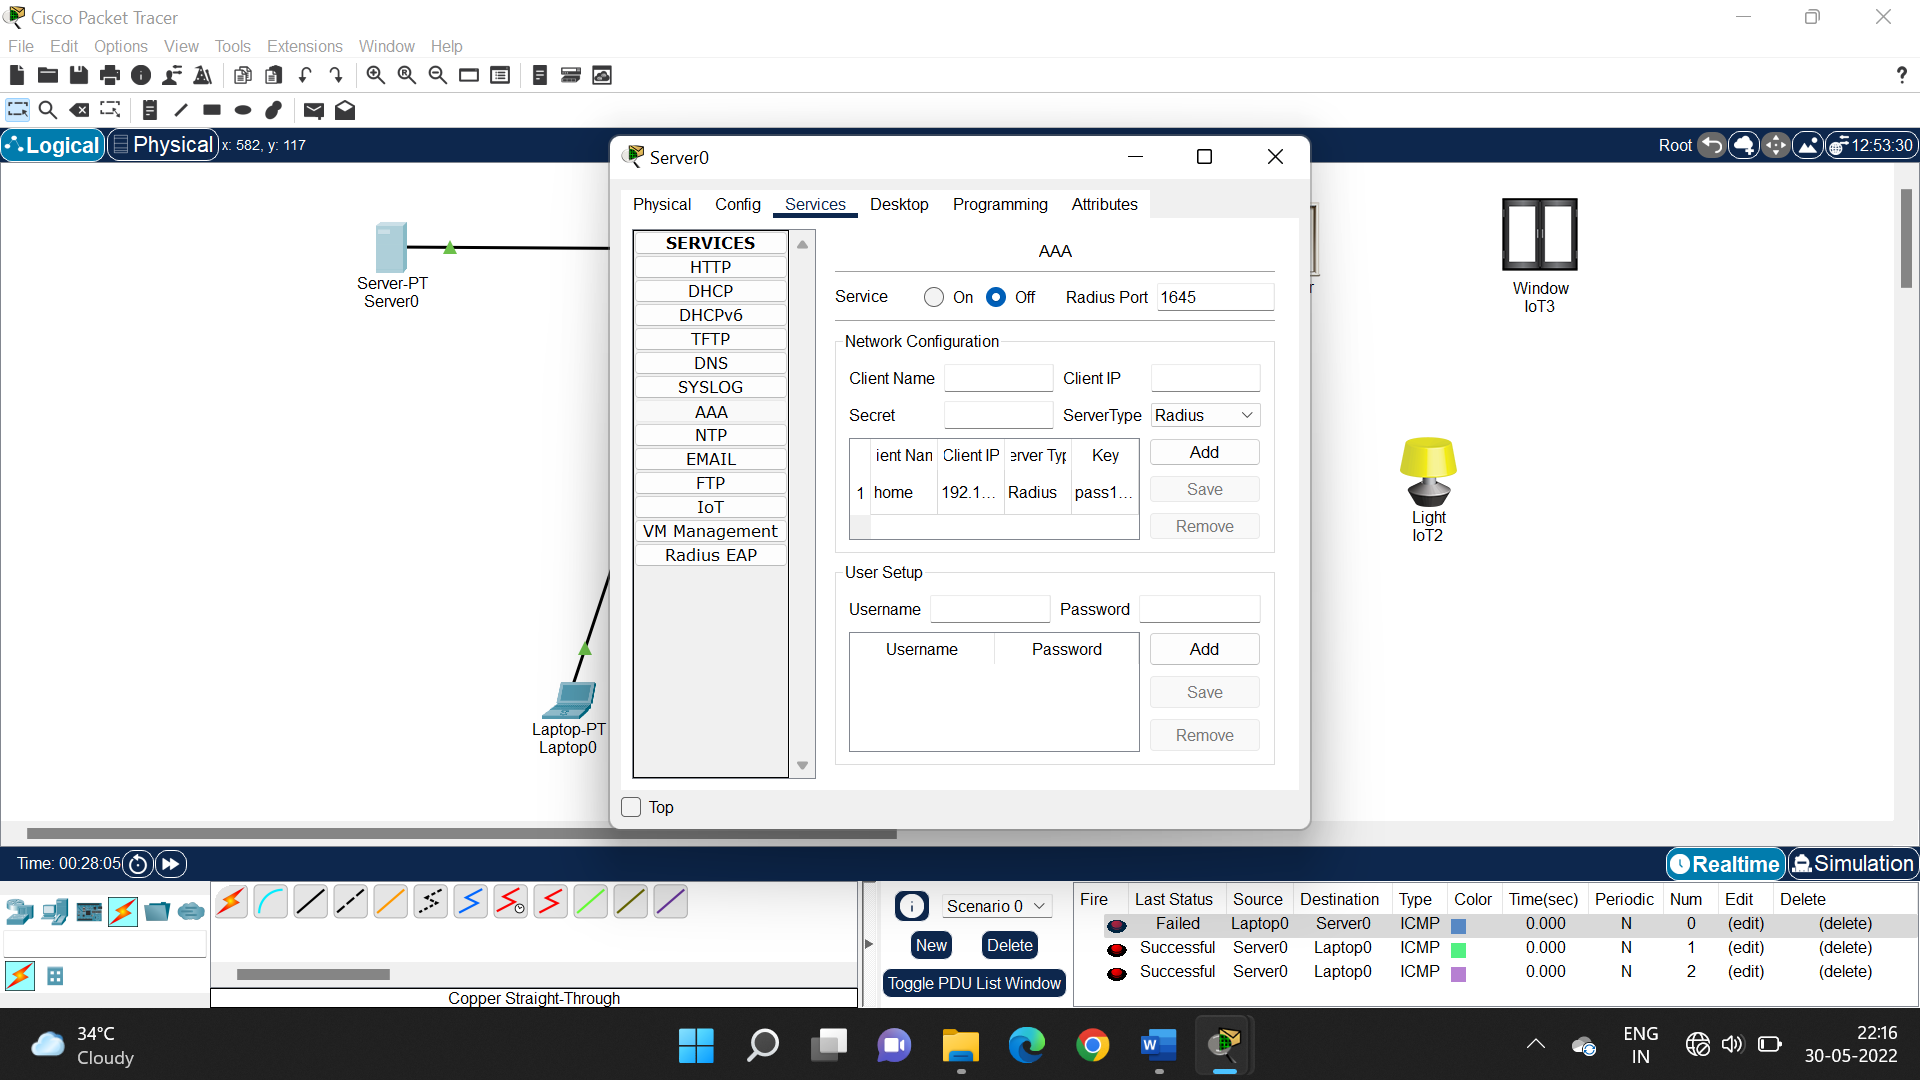 Cisco Packet Tracer
File Edit Options View Tools Extensions Window Help
?
Logical Physical x: 582, y: 117
Root 12:53:30
Server-PT
Server0
Laptop-PT
Laptop0
Window
IoT3
Light
IoT2
r
Server0
Physical Config Services Desktop Programming Attributes
SERVICES
HTTP
DHCP
DHCPv6
TFTP
DNS
SYSLOG
AAA
NTP
EMAIL
FTP
IoT
VM Management
Radius EAP
AAA
Service On Off Radius Port 1645
Network Configuration
Client Name Client IP
Secret ServerType Radius
ient Nan Client IP erver Typ Key
1 home 192.1... Radius pass1...
Add
Save
Remove
User Setup
Username Password
Username Password
Add
Save
Remove
Top
Time: 00:28:05
Realtime Simulation
Copper Straight-Through
Scenario 0
New Delete
Toggle PDU List Window
Fire Last Status Source Destination Type Color Time(sec) Periodic Num Edit Delete
Failed Laptop0 Server0 ICMP 0.000 N 0 (edit) (delete)
Successful Server0 Laptop0 ICMP 0.000 N 1 (edit) (delete)
Successful Server0 Laptop0 ICMP 0.000 N 2 (edit) (delete)
34°C
Cloudy
ENG
IN
22:16
30-05-2022